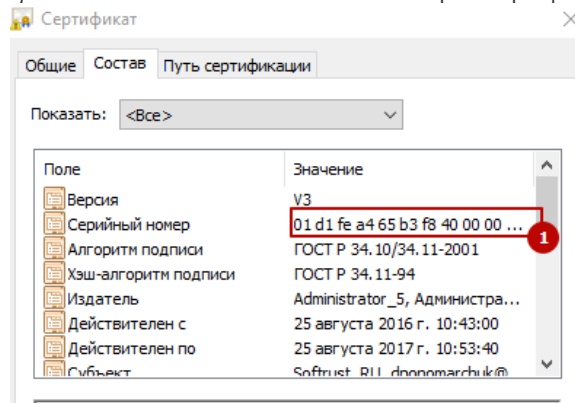 Сертификат
Общие Состав Путь сертификации
Показать: <Все>
Поле Значение
Версия V3
Серийный номер 01 d1 fe a4 65 b3 f8 40 00 00 ...
1
Алгоритм подписи ГОСТ Р 34.10/34.11-2001
Хэш-алгоритм подписи ГОСТ Р 34.11-94
Издатель Administrator_5, Администра...
Действителен с 25 августа 2016 г. 10:43:00
Действителен по 25 августа 2017 г. 10:53:40
Субъект Softrust, RU, dponomarchuk@